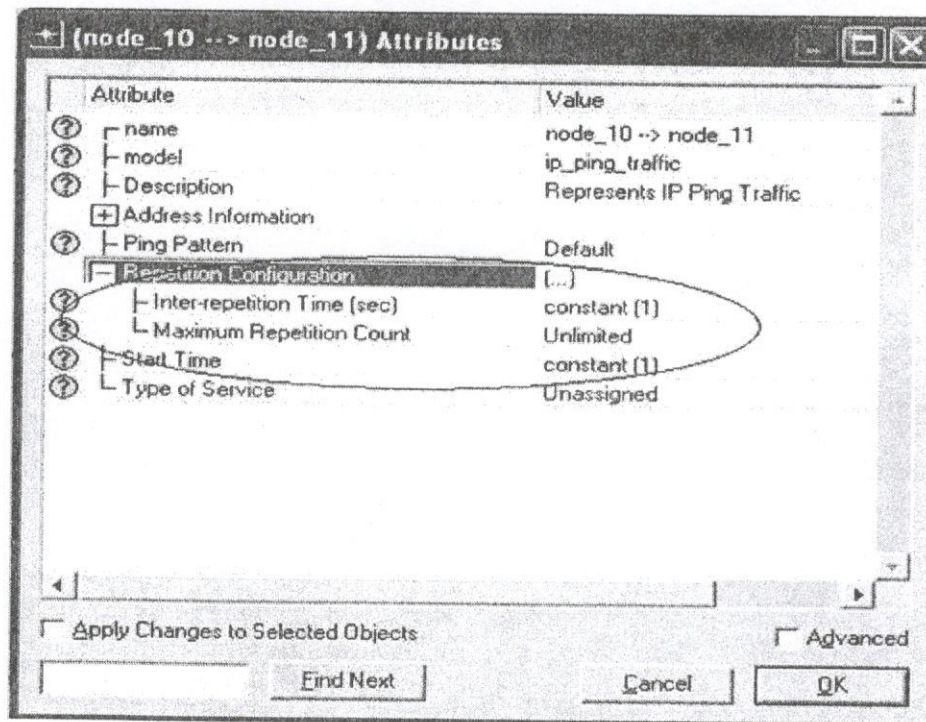 (node_10 --> node_11) Attributes
Attribute Value
name node_10 --> node_11
model ip_ping_traffic
Description Represents IP Ping Traffic
Address Information
Ping Pattern Default
Repetition Configuration (...)
Inter-repetition Time (sec) constant (1)
Maximum Repetition Count Unlimited
Start Time constant (1)
Type of Service Unassigned
Apply Changes to Selected Objects Advanced
Find Next Cancel OK